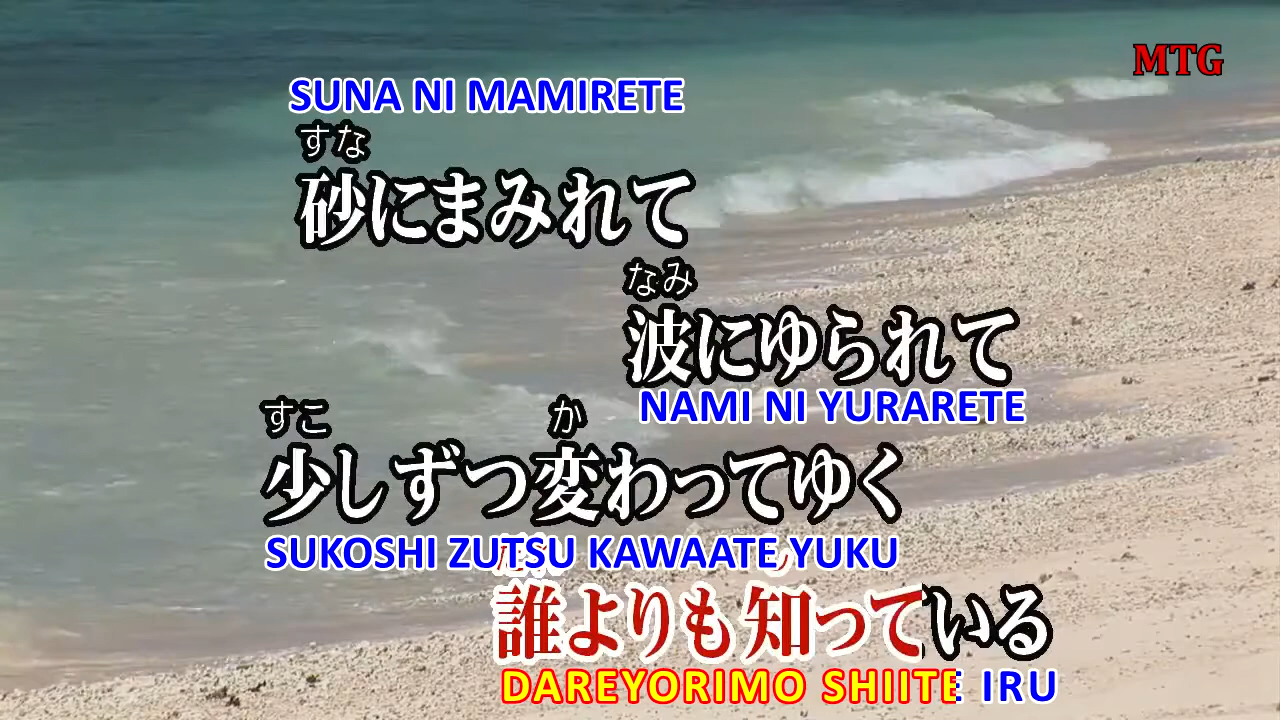 MTG
SUNA NI MAMIRETE
すな
砂にまみれて
なみ
波にゆられて
NAMI NI YURARETE
すこ か
少しずつ変わってゆく
SUKOSHI ZUTSU KAWAATE YUKU
誰よりも知っている
DAREYORIMO SHIITE IRU